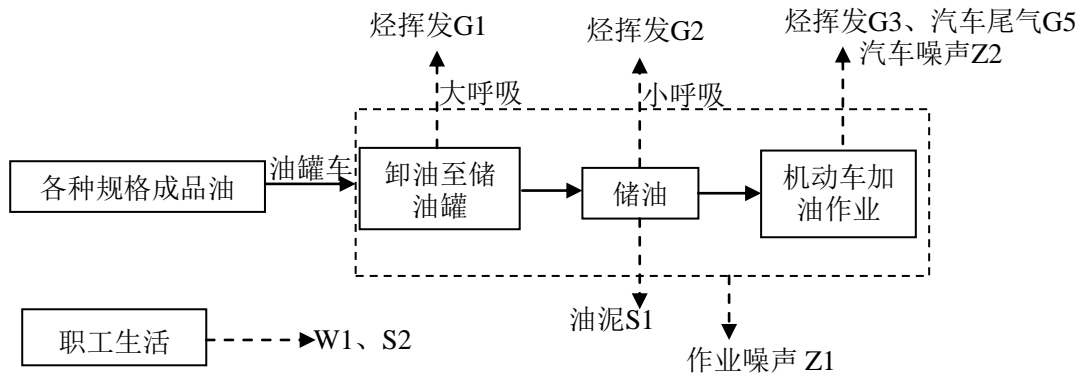 烃挥发G1
烃挥发G2
烃挥发G3、汽车尾气G5
汽车噪声Z2
大呼吸
小呼吸
各种规格成品油
油罐车
卸油至储
油罐
储油
机动车加
油作业
油泥S1
作业噪声 Z1
职工生活
W1、S2